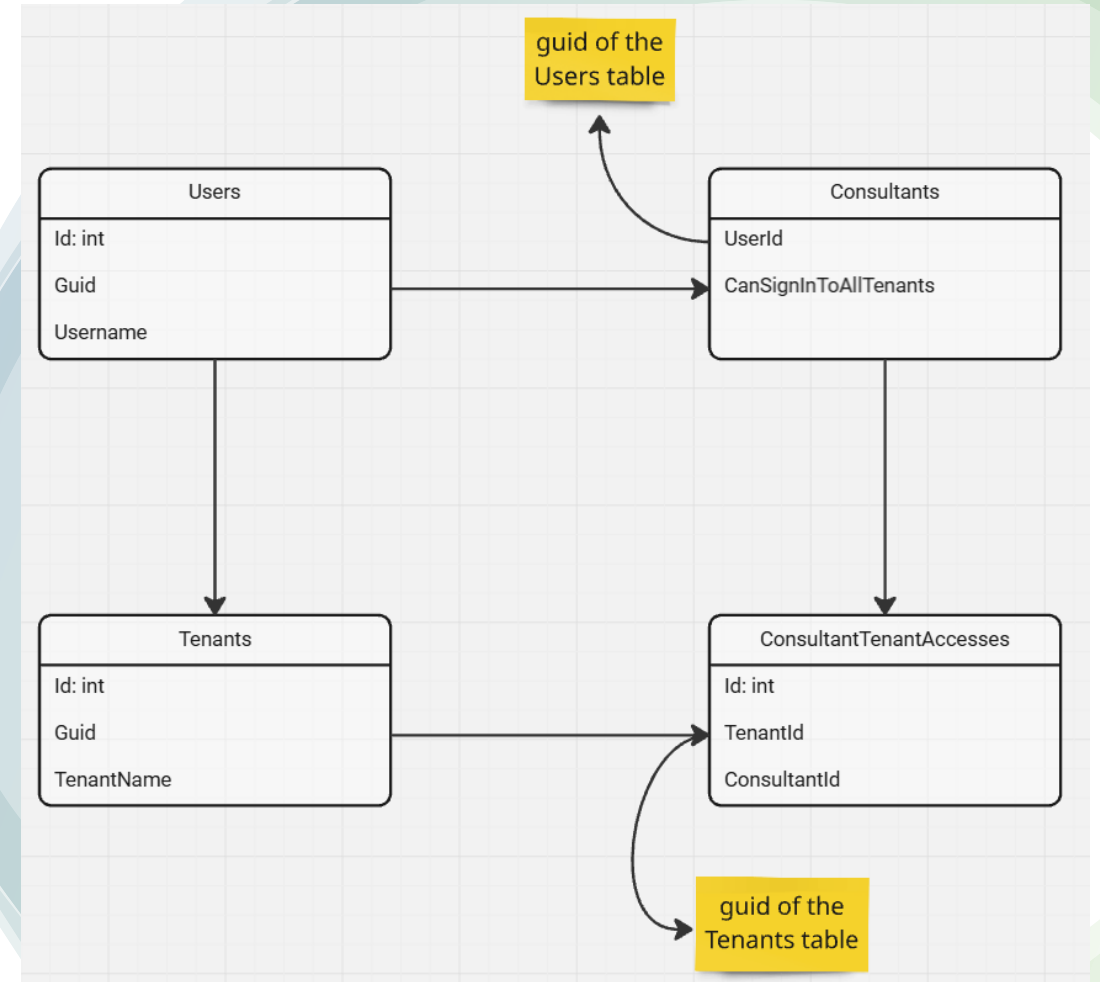 guid of the
Users table
Users
Id: int
Guid
Username
Consultants
UserId
CanSignInToAllTenants
Tenants
Id: int
Guid
TenantName
ConsultantTenantAccesses
Id: int
TenantId
ConsultantId
guid of the
Tenants table